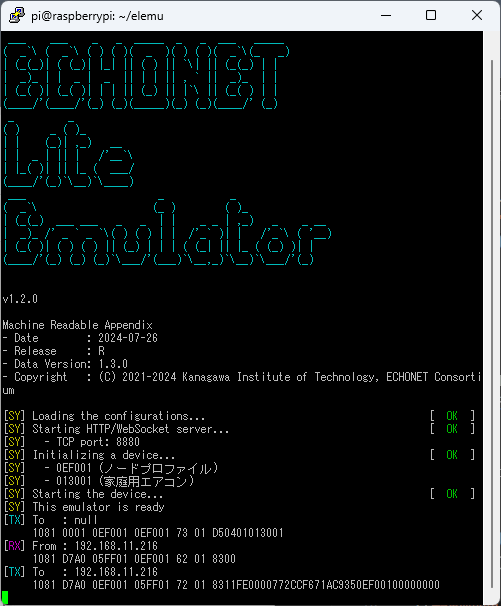 pi@raspberrypi: ~/elemu
ECHONET
Lite
Emulator
v1.2.0
Machine Readable Appendix
- Date        : 2024-07-26
- Release     : R
- Data Version: 1.3.0
- Copyright   : (C) 2021-2024 Kanagawa Institute of Technology, ECHONET Consorti
um
[SY] Loading the configurations... [  OK  ]
[SY] Starting HTTP/WebSocket server... [  OK  ]
[SY]   - TCP port: 8880
[SY] Initializing a device... [  OK  ]
[SY]   - 0EF001 (ノードプロファイル)
[SY]   - 013001 (家庭用エアコン)
[SY] Starting the device... [  OK  ]
[SY] This emulator is ready
[TX] To   : null
1081 0001 0EF001 0EF001 73 01 D50401013001
[RX] From : 192.168.11.216
1081 D7A0 05FF01 0EF001 62 01 8300
[TX] To   : 192.168.11.216
1081 D7A0 0EF001 05FF01 72 01 8311FE0000772CCF671AC9350EF00100000000